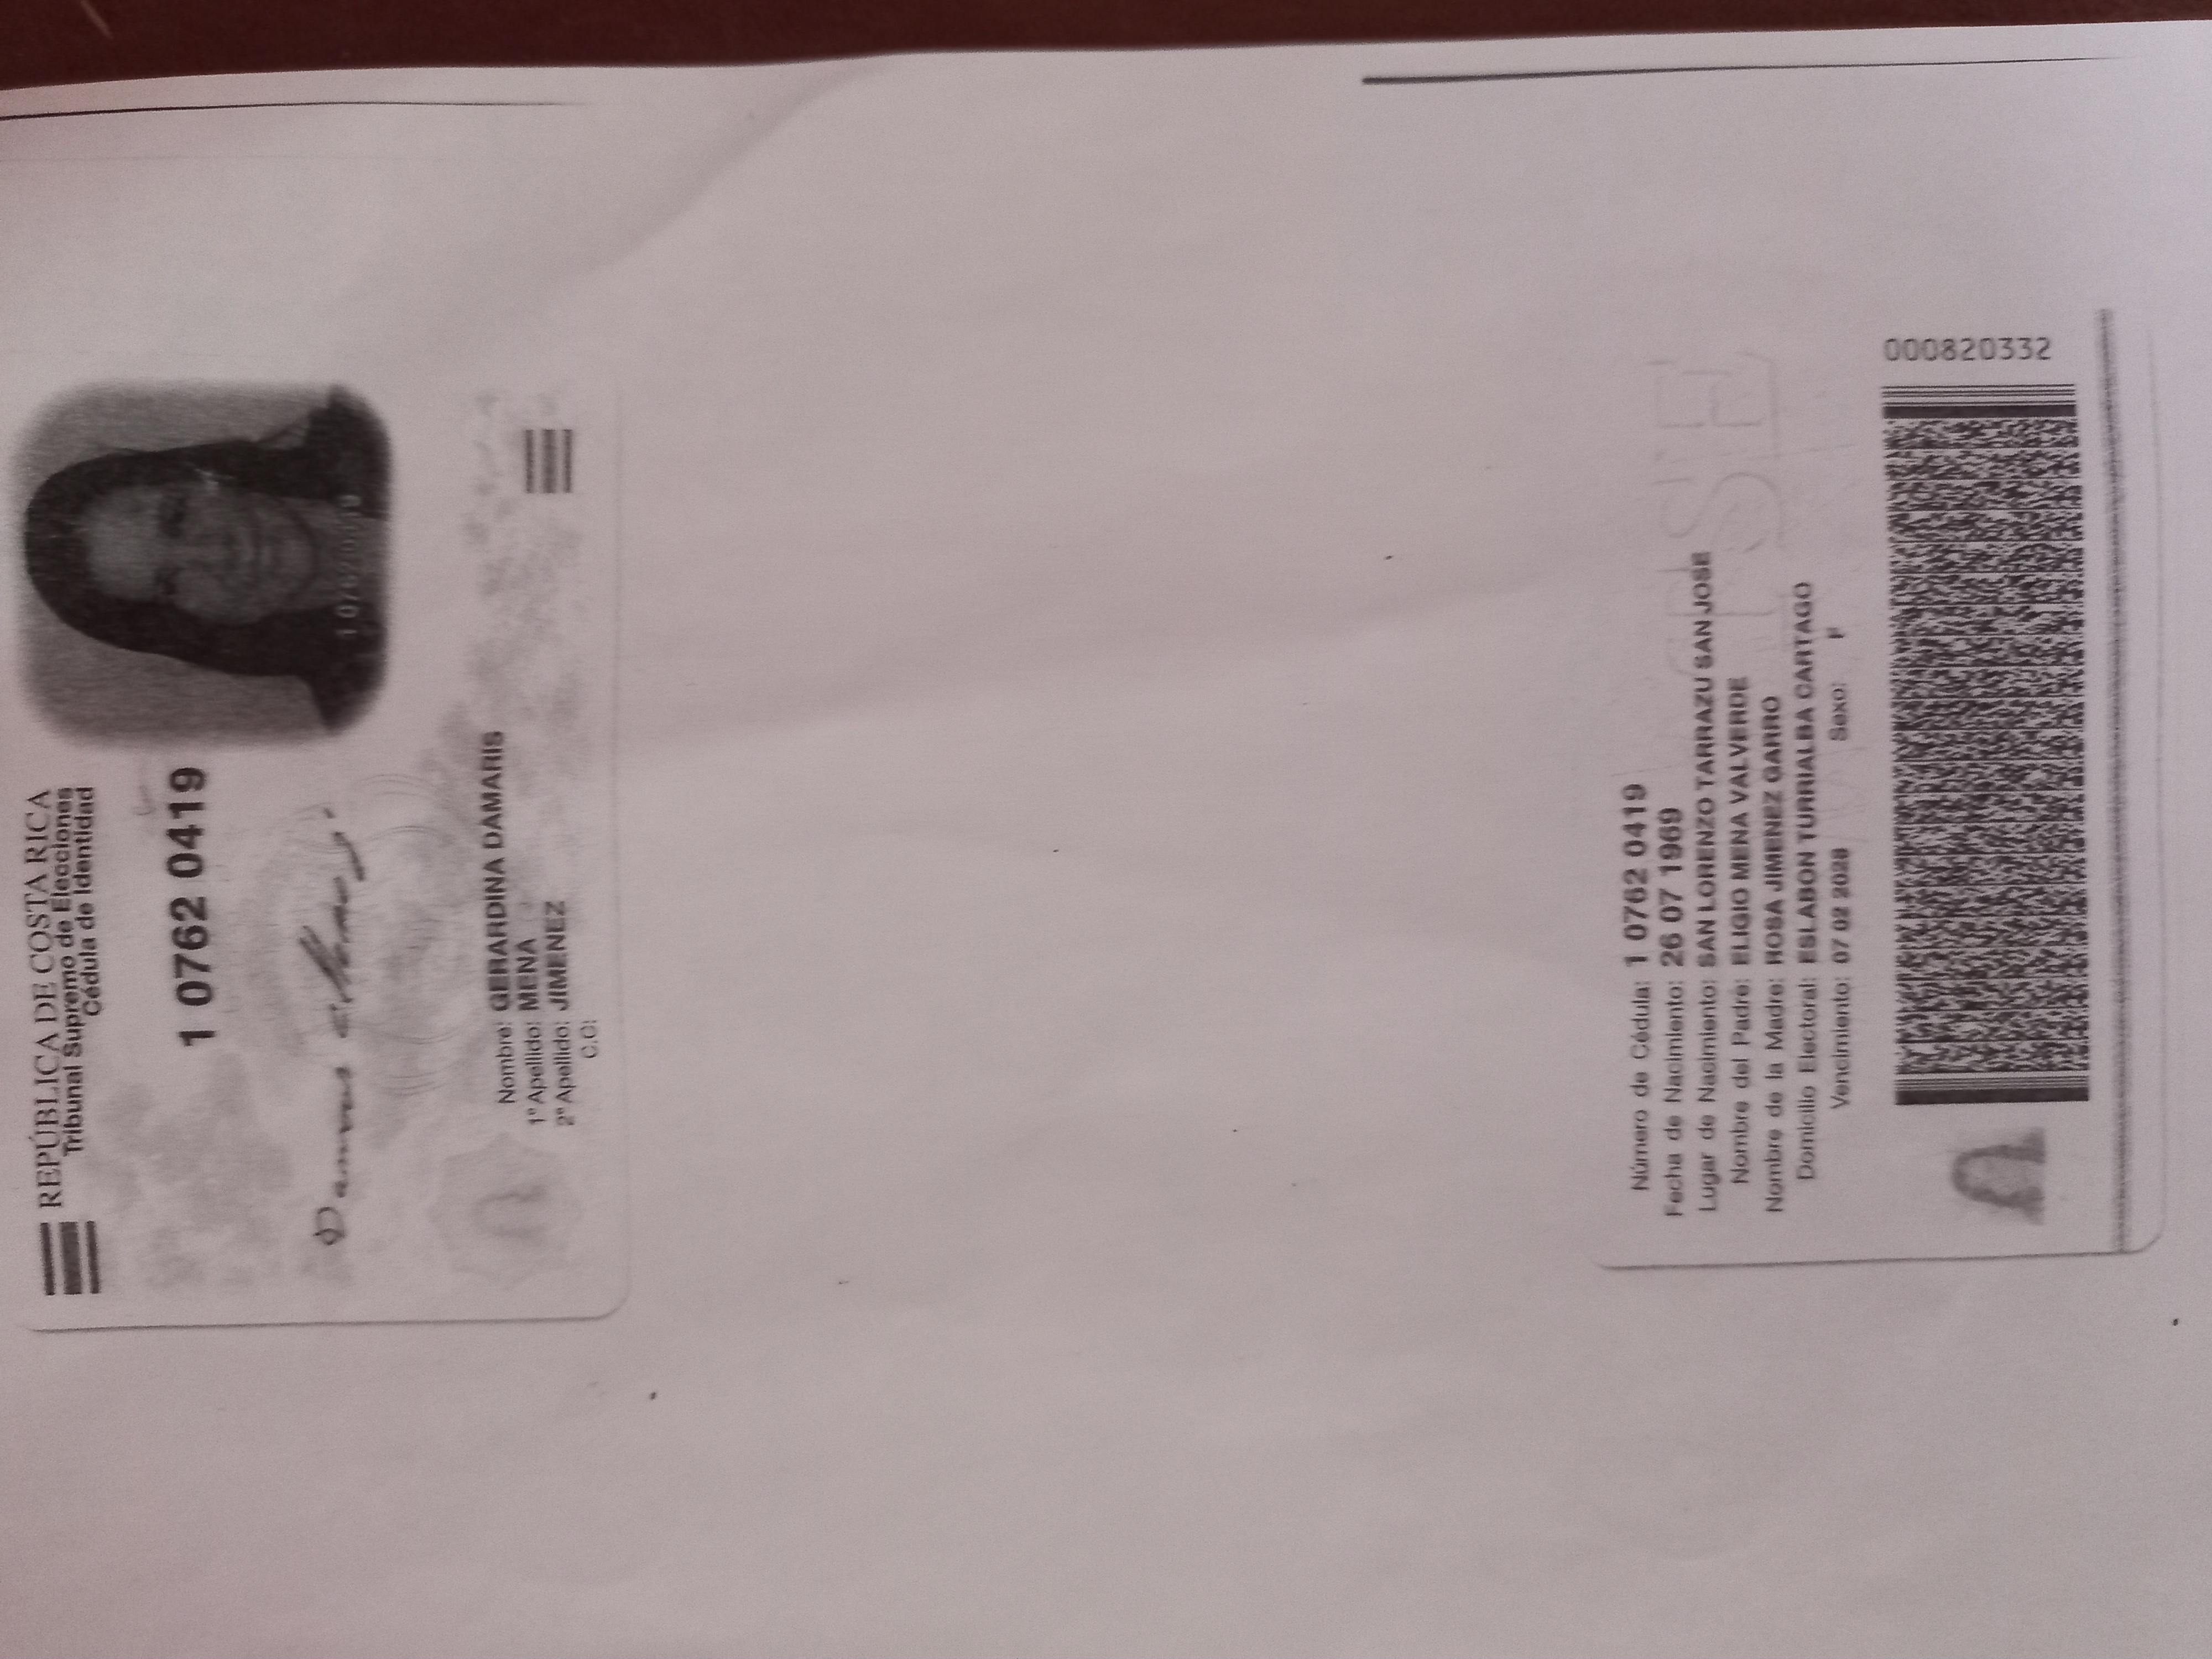 REPÚBLICA DE COSTA RICA
Tribunal Supremo de Elecciones
Cédula de Identidad
1 0762 0419
1 0762 0419
Nombre: GERARDINA DAMARIS
1° Apellido: MENA
2° Apellido: JIMENEZ
C.C:
TSE
Número de Cédula: 1 0762 0419
Fecha de Nacimiento: 26 07 1969
Lugar de Nacimiento: SAN LORENZO TARRAZU SAN JOSE
Nombre del Padre: ELIGIO MENA VALVERDE
Nombre de la Madre: ROSA JIMENEZ GARRO
Domicilio Electoral: ESLABON TURRIALBA CARTAGO
Vencimiento: 07 02 2028 Sexo: F
000820332